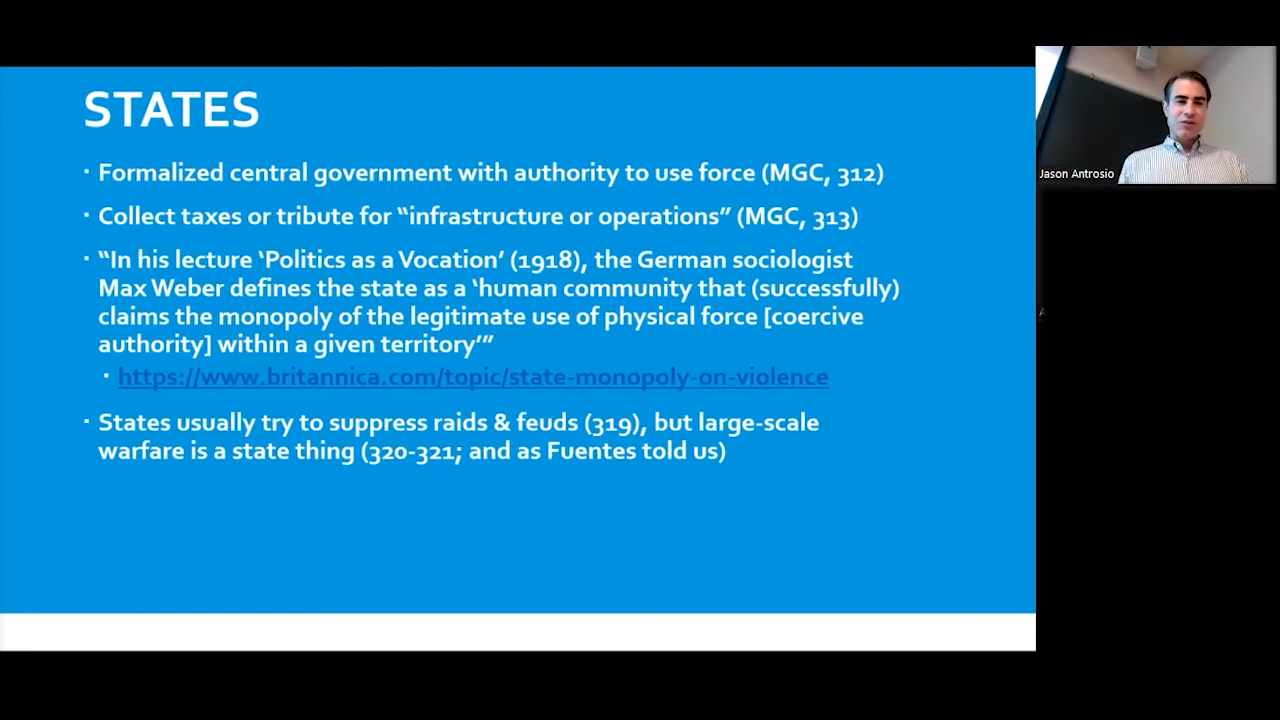 STATES
▪ Formalized central government with authority to use force (MGC, 312)
▪ Collect taxes or tribute for “infrastructure or operations” (MGC, 313)
▪ “In his lecture ‘Politics as a Vocation’ (1918), the German sociologist
Max Weber defines the state as a ‘human community that (successfully)
claims the monopoly of the legitimate use of physical force [coercive
authority] within a given territory’”
▪ https://www.britannica.com/topic/state-monopoly-on-violence
▪ States usually try to suppress raids & feuds (319), but large-scale
warfare is a state thing (320-321; and as Fuentes told us)
Jason Antrosio